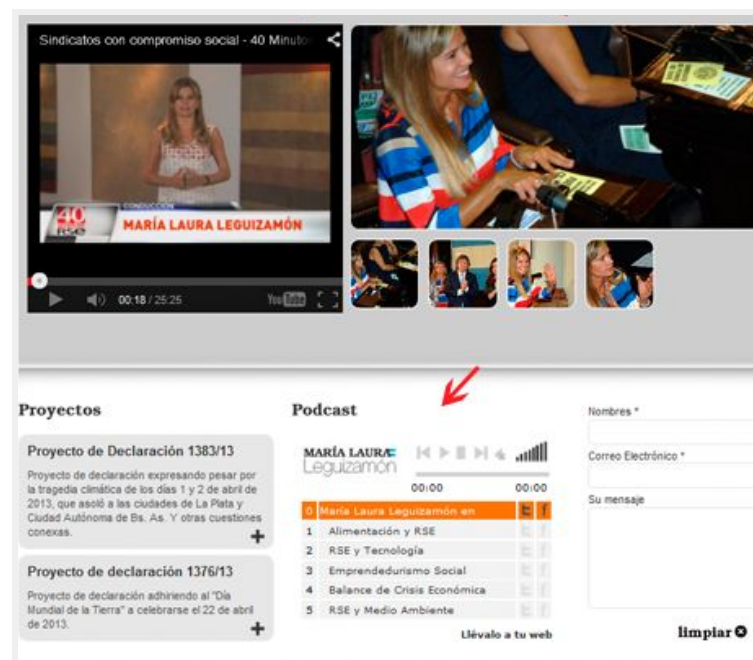 Sindicatos con compromiso social - 40 Minuto
40
RSe
CONDUCCIÓN
MARÍA LAURA LEGUIZAMÓN
00:18 / 25:25
YouTube
Proyectos
Proyecto de Declaración 1383/13
Proyecto de declaración expresando pesar por
la tragedia climática de los días 1 y 2 de abril de
2013, que asoló a las ciudades de La Plata y
Ciudad Autónoma de Bs. As. Y otras cuestiones
conexas.
Proyecto de declaración 1376/13
Proyecto de declaración adhiriendo al "Día
Mundial de la Tierra" a celebrarse el 22 de abril
de 2013.
Podcast
MARÍA LAURA
Leguizamón
00:00 00:00
0 María Laura Leguizamón en t f
1 Alimentación y RSE t f
2 RSE y Tecnología t f
3 Emprendedurismo Social t f
4 Balance de Crisis Económica t f
5 RSE y Medio Ambiente t f
Llévalo a tu web
Nombres *
Correo Electrónico *
Su mensaje
limpiar